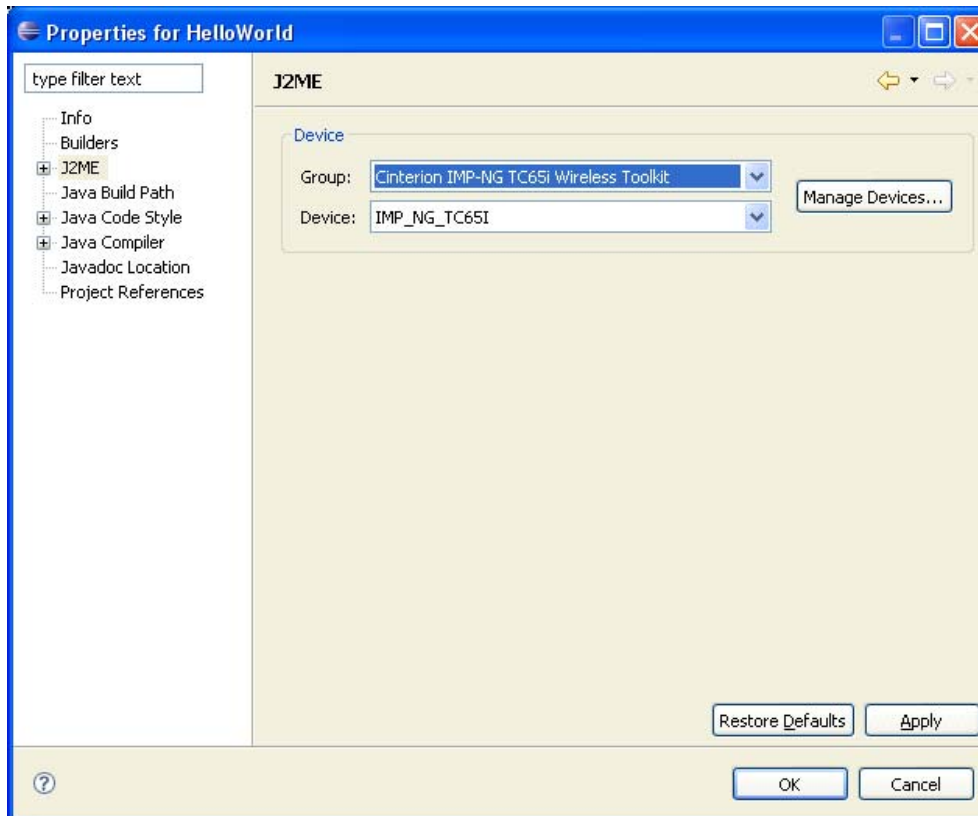 Properties for HelloWorld
type filter text
J2ME
Info
Builders
J2ME
Java Build Path
Java Code Style
Java Compiler
Javadoc Location
Project References
Device
Group: Cinterion IMP-NG TC65i Wireless Toolkit
Manage Devices...
Device: IMP_NG_TC65I
Restore Defaults Apply
OK Cancel